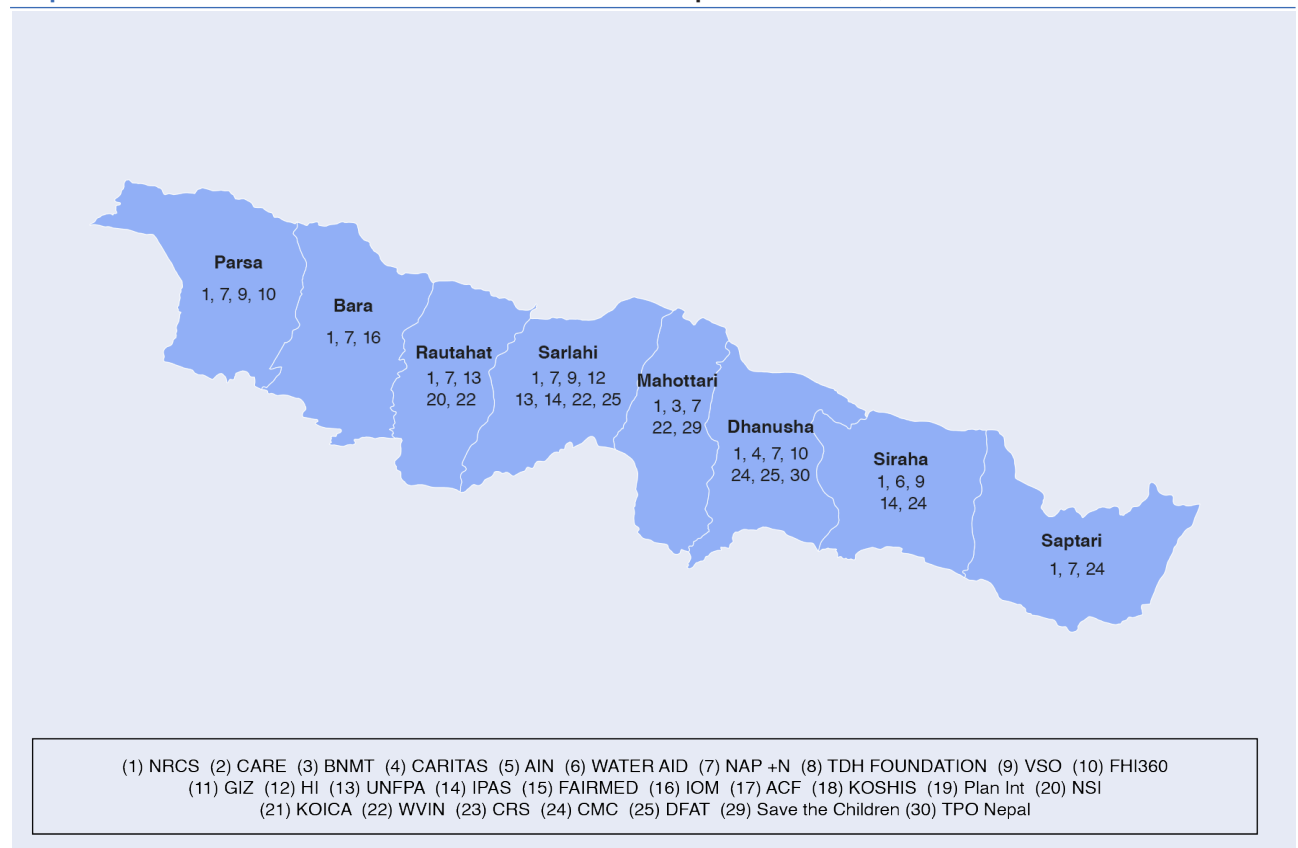 Parsa
1, 7, 9, 10
Bara
1, 7, 16
Rautahat
1, 7, 13
20, 22
Sarlahi
1, 7, 9, 12
13, 14, 22, 25
Mahottari
1, 3, 7
22, 29
Dhanusha
1, 4, 7, 10
24, 25, 30
Siraha
1, 6, 9
14, 24
Saptari
1, 7, 24
(1) NRCS (2) CARE (3) BNMT (4) CARITAS (5) AIN (6) WATER AID (7) NAP +N (8) TDH FOUNDATION (9) VSO (10) FHI360
(11) GIZ (12) HI (13) UNFPA (14) IPAS (15) FAIRMED (16) IOM (17) ACF (18) KOSHIS (19) Plan Int (20) NSI
(21) KOICA (22) WVIN (23) CRS (24) CMC (25) DFAT (29) Save the Children (30) TPO Nepal